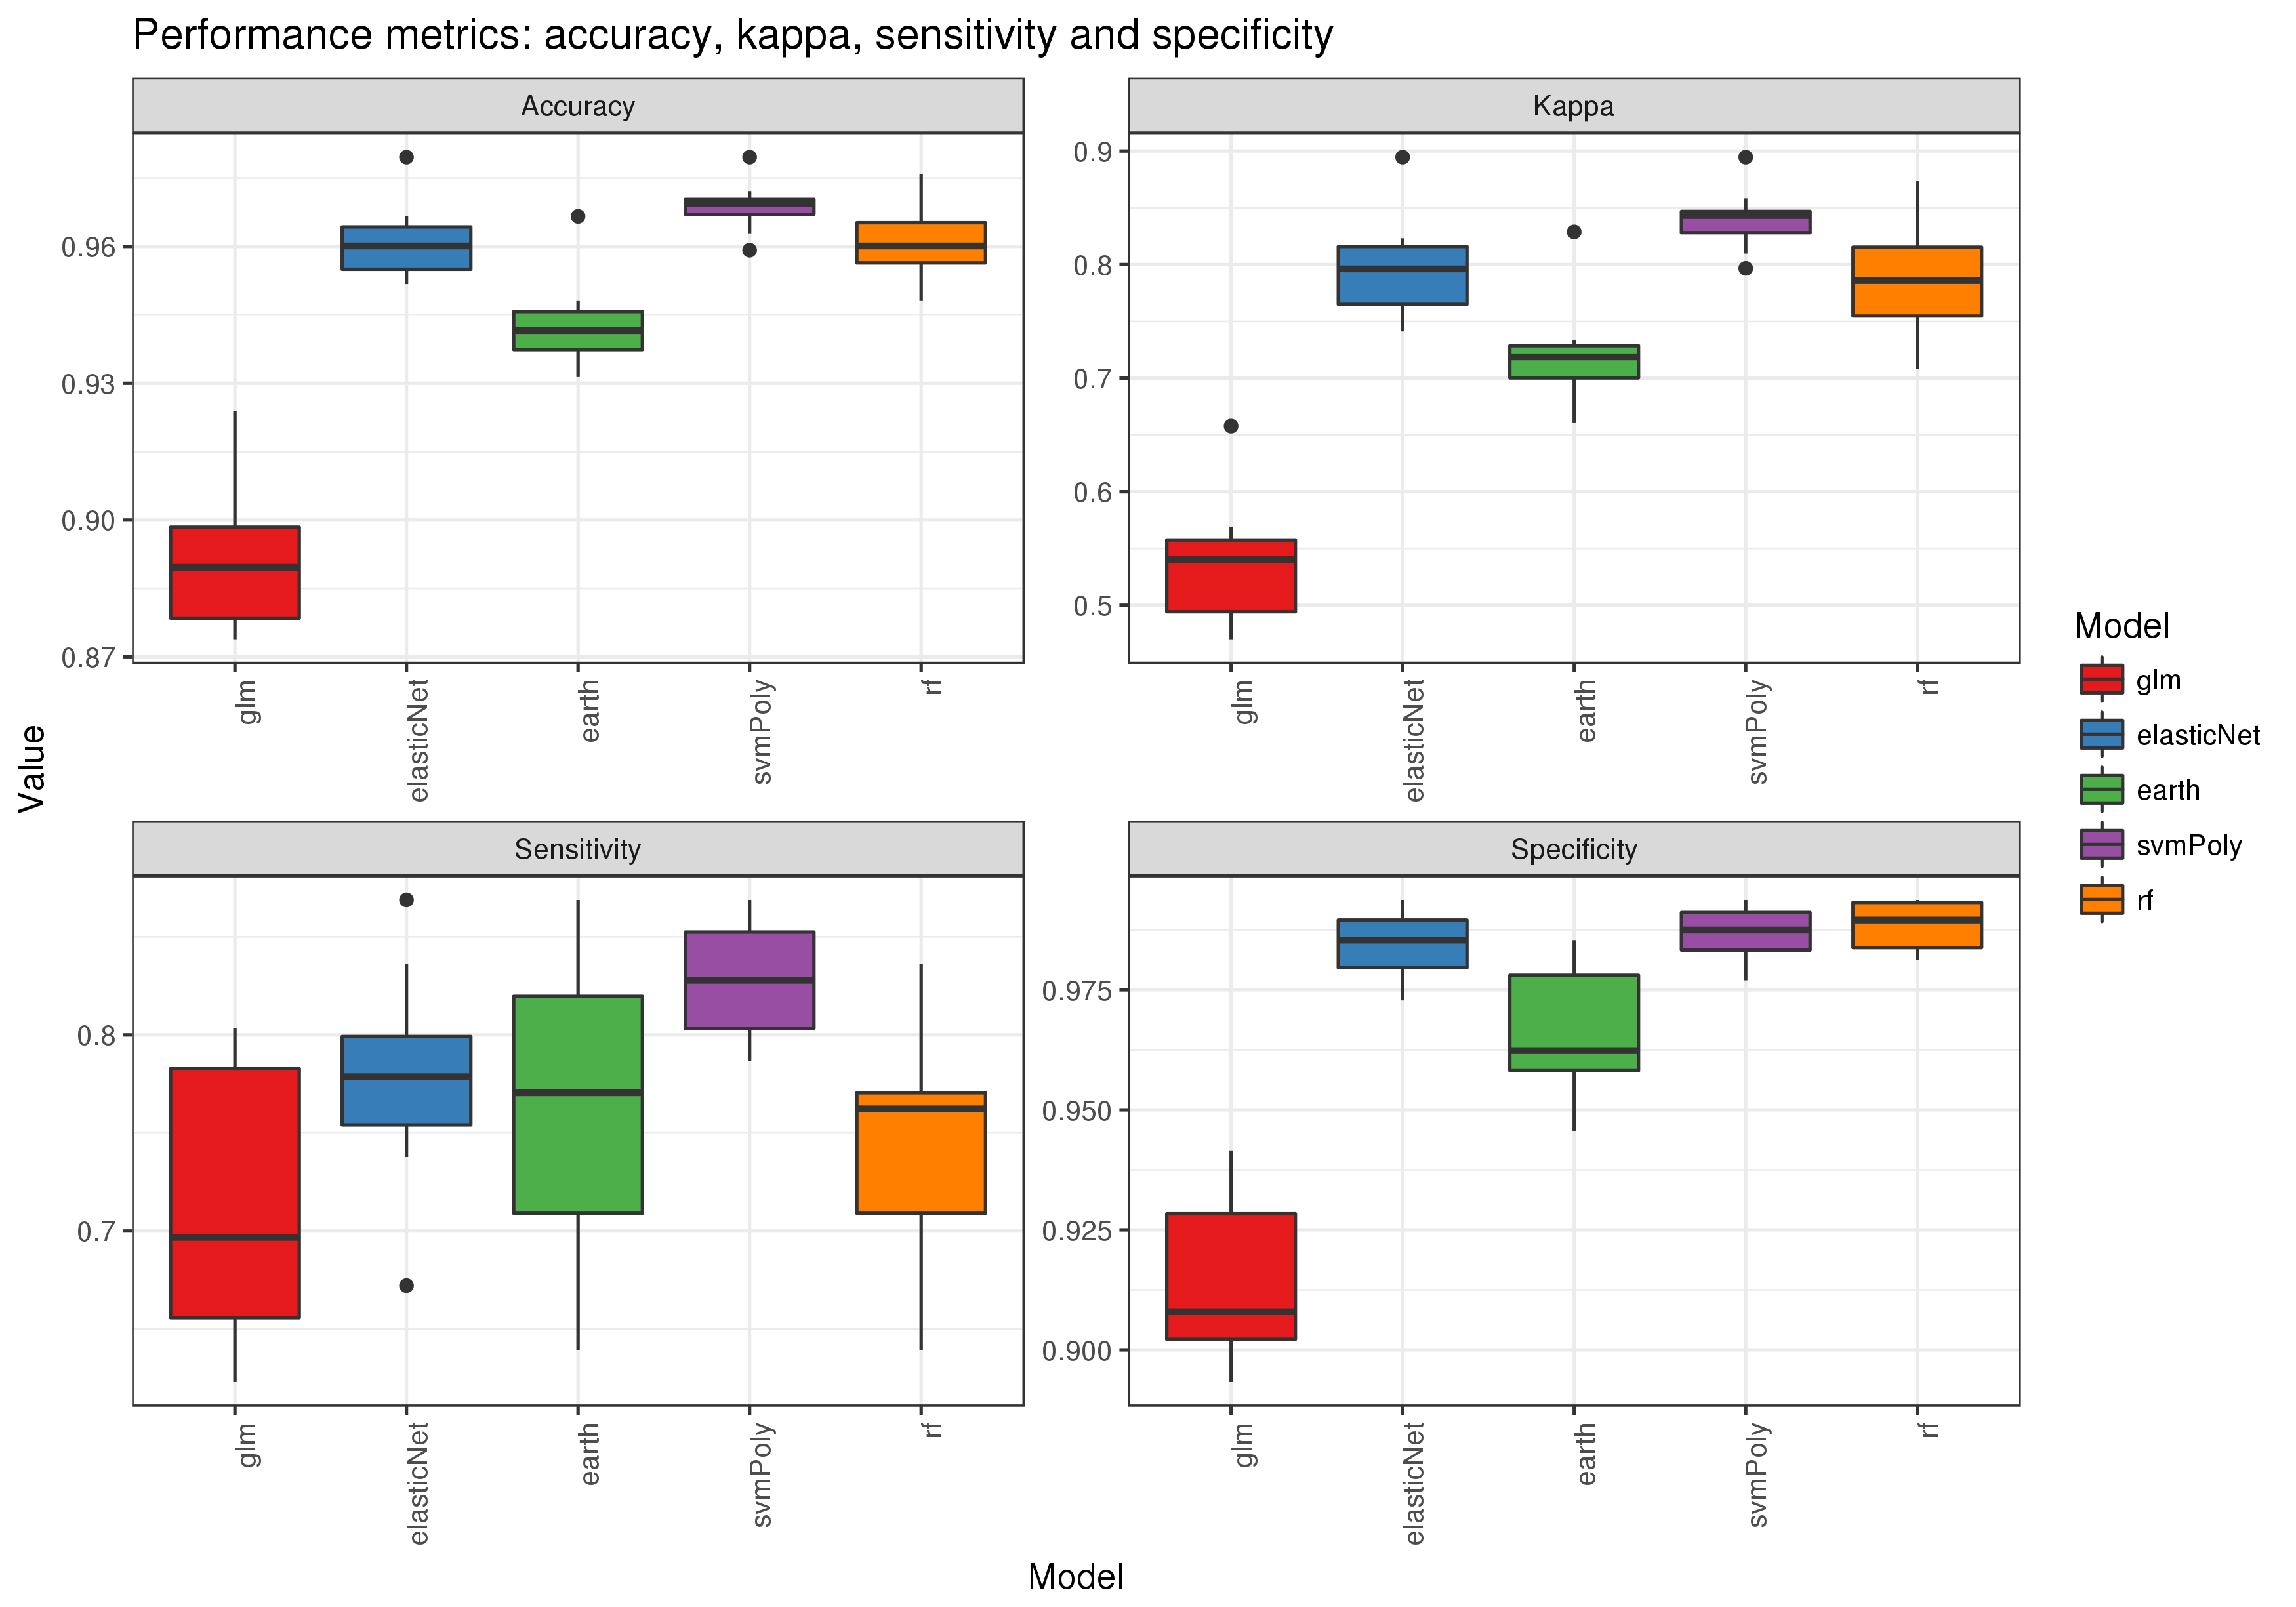 Performance metrics: accuracy, kappa, sensitivity and specificity
Accuracy
0.96
0.93
0.90
0.87
glm
elasticNet
earth
svmPoly
rf
Kappa
0.9
0.8
0.7
0.6
0.5
glm
elasticNet
earth
svmPoly
rf
Value
Sensitivity
0.8
0.7
glm
elasticNet
earth
svmPoly
rf
Specificity
0.975
0.950
0.925
0.900
glm
elasticNet
earth
svmPoly
rf
Model
Model
glm
elasticNet
earth
svmPoly
rf